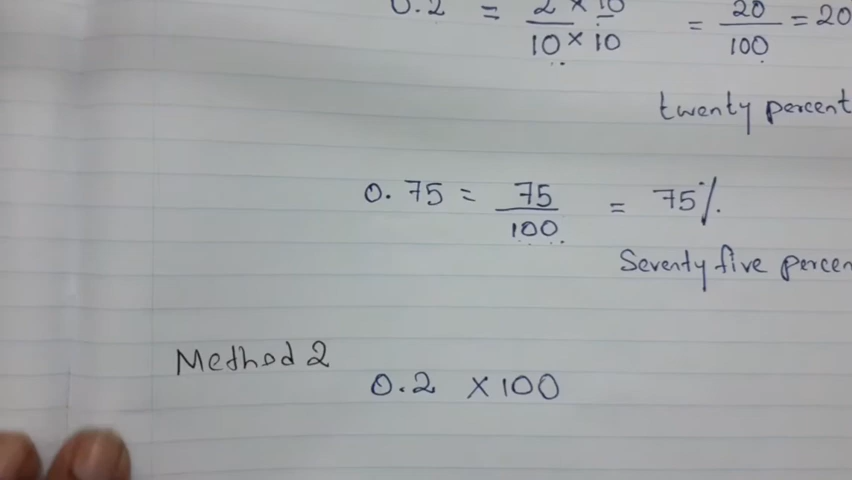 0.2 = 2 × 10 / 10 × 10 = 20 / 100 = 20
twenty percent
0.75 = 75 / 100 = 75%
Seventy five percen
Method 2
0.2 × 100